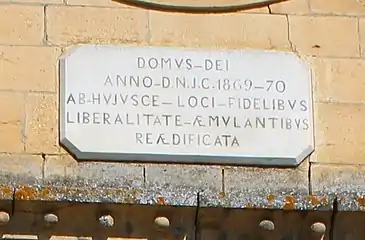 DOMVS–DEI
ANNO–D.N.J.C.1869–70
AB–HVJVSCE–LOCI–FIDELIBVS
LIBERALITATE–ÆMVLANTIBVS
REÆDIFICATA